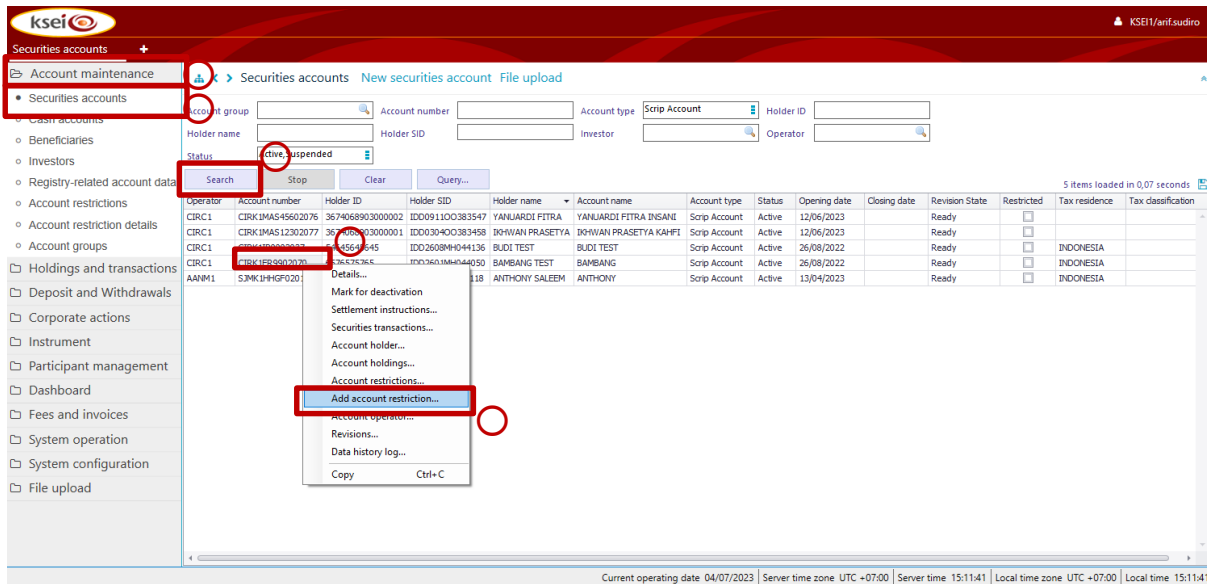 ksei
KSEI1/arif.sudiro
Securities accounts +
Account maintenance
Securities accounts
Cash accounts
Beneficiaries
Investors
Registry-related account data
Account restrictions
Account restriction details
Account groups
Holdings and transactions
Deposit and Withdrawals
Corporate actions
Instrument
Participant management
Dashboard
Fees and invoices
System operation
System configuration
File upload
Securities accounts New securities account File upload
Account group Account number Account type Scrip Account Holder ID
Holder name Holder SID Investor Operator
Status Active,Suspended
Search Stop Clear Query...
5 items loaded in 0,07 seconds
Operator Account number Holder ID Holder SID Holder name Account name Account type Status Opening date Closing date Revision State Restricted Tax residence Tax classification
CIRC1 CIRK1MAS45602076 3674068903000002 IDD0911OO383547 YANUARDI FITRA YANUARDI FITRA INSANI Scrip Account Active 12/06/2023 Ready
CIRC1 CIRK1MAS12302077 3674068903000001 IDD0304OO383458 IKHWAN PRASETYA IKHWAN PRASETYA KAHFI Scrip Account Active 12/06/2023 Ready
CIRC1 IDD2608MH044136 BUDI TEST BUDI TEST Scrip Account Active 26/08/2022 Ready INDONESIA
CIRC1 CIRK1FR9902070 6576575765 IDD2601MH044050 BAMBANG TEST BAMBANG Scrip Account Active 26/08/2022 Ready INDONESIA
AANM1 SJMK1HHGF0201 118 ANTHONY SALEEM ANTHONY Scrip Account Active 13/04/2023 Ready INDONESIA
Details...
Mark for deactivation
Settlement instructions...
Securities transactions...
Account holder...
Account holdings...
Account restrictions...
Add account restriction...
Account operator...
Revisions...
Data history log...
Copy Ctrl+C
Current operating date 04/07/2023 Server time zone UTC +07:00 Server time 15:11:41 Local time zone UTC +07:00 Local time 15:11:41